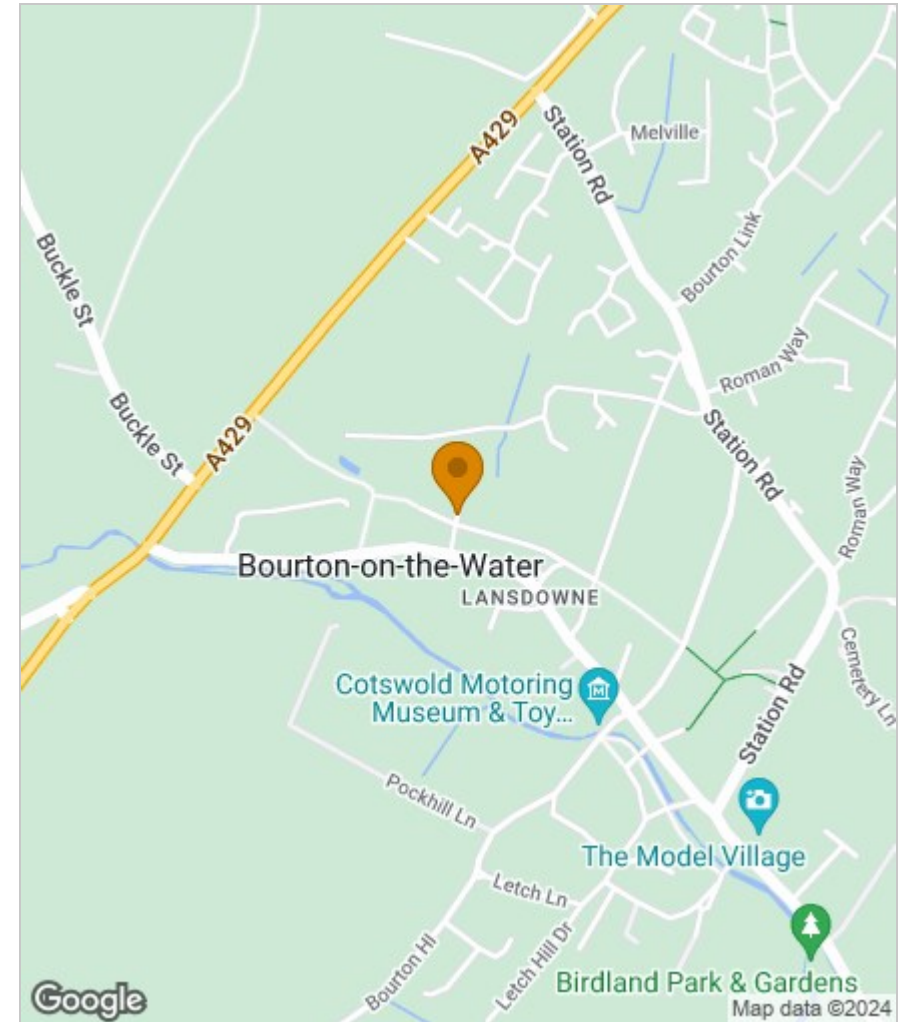 A429
Station Rd
Melville
Bourton Link
Buckle St
Roman Way
Buckle St
A429
Station Rd
Roman Way
Bourton-on-the-Water
LANSDOWNE
Cemetery Ln
Cotswold Motoring
Museum & Toy...
Station Rd
Pockhill Ln
The Model Village
Letch Ln
Letch Hill Dr
Bourton Hl
Birdland Park & Gardens
Google
Map data ©2024